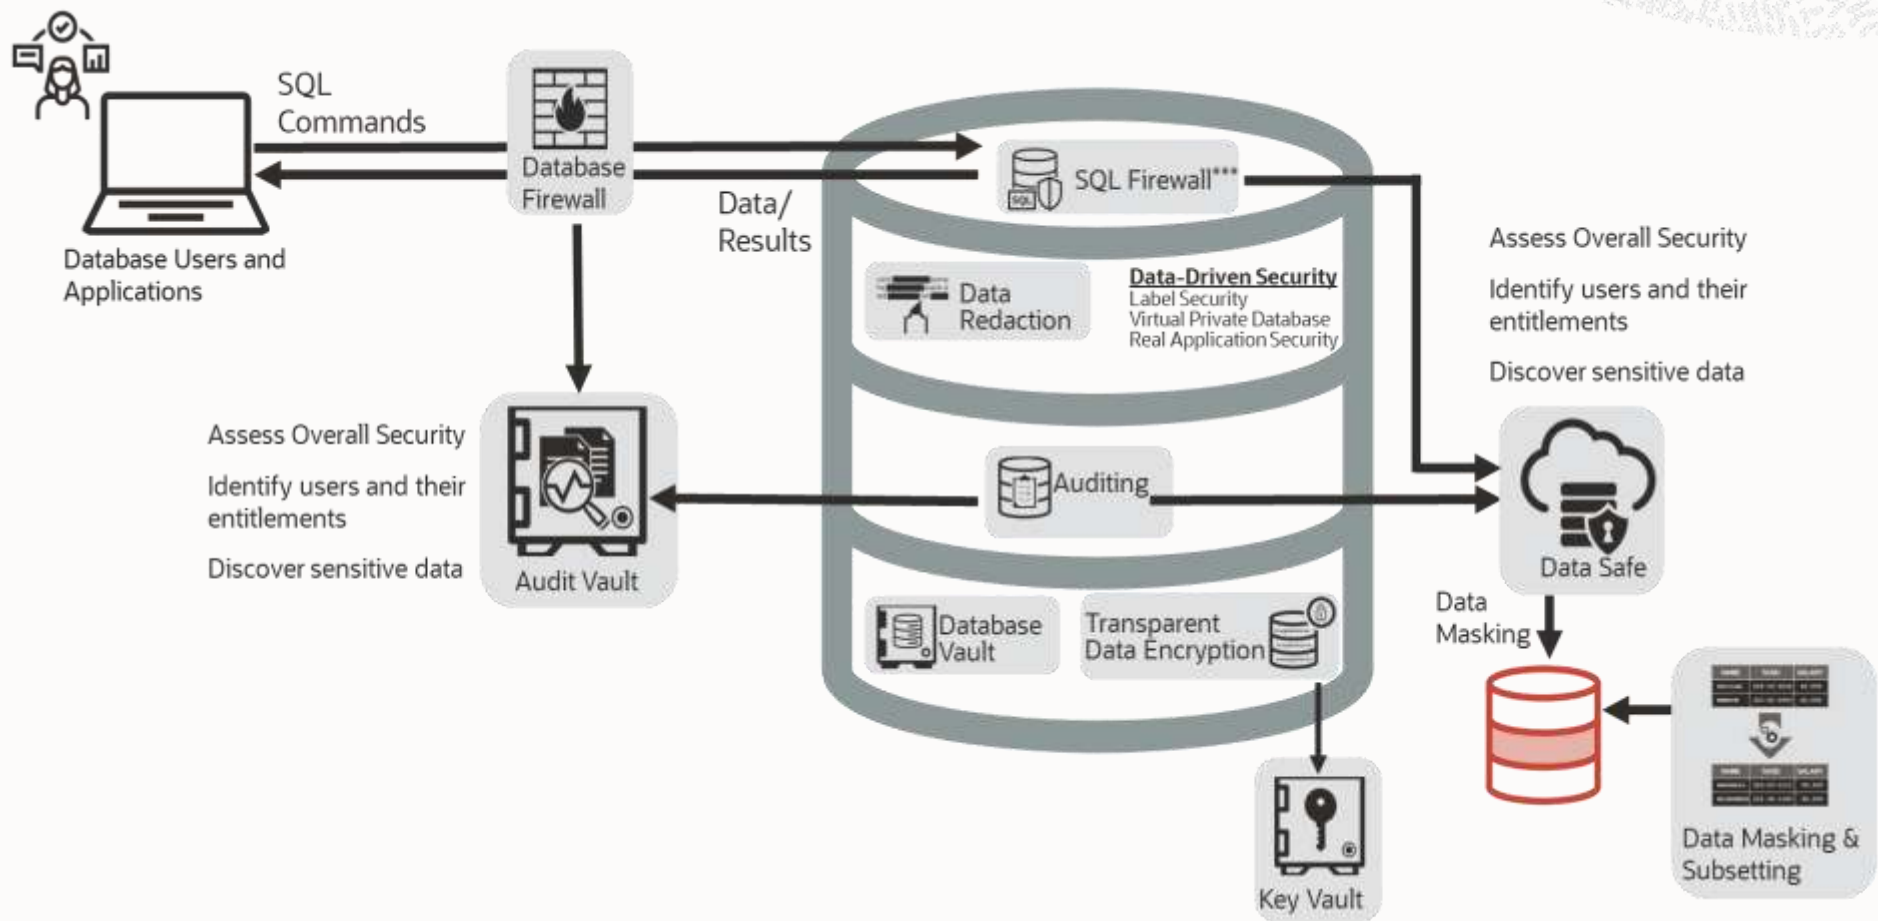 SQL
Commands
Database
Firewall
Data/
Results
SQL
SQL Firewall***
Database Users and
Applications
Data
Redaction
Data-Driven Security
Label Security
Virtual Private Database
Real Application Security
Assess Overall Security
Identify users and their
entitlements
Discover sensitive data
Assess Overall Security
Identify users and their
entitlements
Discover sensitive data
Audit Vault
Auditing
Data Safe
Database
Vault
Transparent
Data Encryption
Data
Masking
Key Vault
Data Masking &
Subsetting